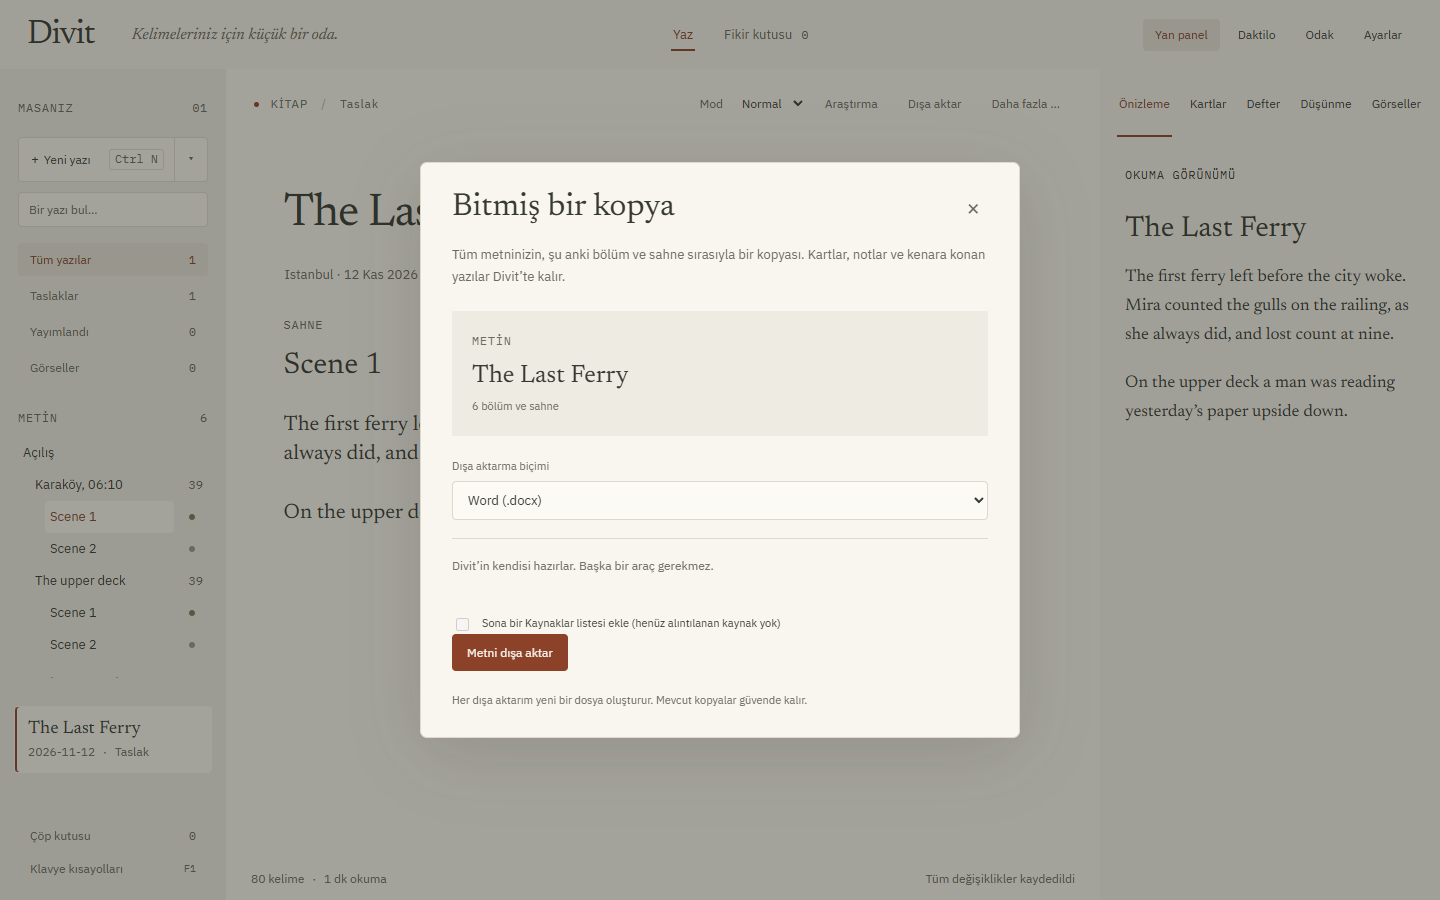 Divit
Kelimeleriniz için küçük bir oda.
Yaz
Fikir kutusu 0
Yan panel
Daktilo
Odak
Ayarlar
MASANIZ 01
+ Yeni yazı Ctrl N
Bir yazı bul...
Tüm yazılar 1
Taslaklar 1
Yayımlandı 0
Görseller 0
METİN 6
Açılış
Karaköy, 06:10 39
Scene 1
Scene 2
The upper deck 39
Scene 1
Scene 2
The Last Ferry
2026-11-12 · Taslak
Çöp kutusu 0
Klavye kısayolları F1
KİTAP / Taslak
Mod Normal
Araştırma
Dışa aktar
Daha fazla ...
The Las
Istanbul · 12 Kas 2026
SAHNE
Scene 1
The first ferry l
always did, and
On the upper d
80 kelime · 1 dk okuma
Tüm değişiklikler kaydedildi
Bitmiş bir kopya
×
Tüm metninizin, şu anki bölüm ve sahne sırasıyla bir kopyası. Kartlar, notlar ve kenara konan
yazılar Divit’te kalır.
METİN
The Last Ferry
6 bölüm ve sahne
Dışa aktarma biçimi
Word (.docx)
Divit’in kendisi hazırlar. Başka bir araç gerekmez.
Sona bir Kaynaklar listesi ekle (henüz alıntılanan kaynak yok)
Metni dışa aktar
Her dışa aktarım yeni bir dosya oluşturur. Mevcut kopyalar güvende kalır.
Önizleme
Kartlar
Defter
Düşünme
Görseller
OKUMA GÖRÜNÜMÜ
The Last Ferry
The first ferry left before the city woke.
Mira counted the gulls on the railing, as
she always did, and lost count at nine.
On the upper deck a man was reading
yesterday’s paper upside down.